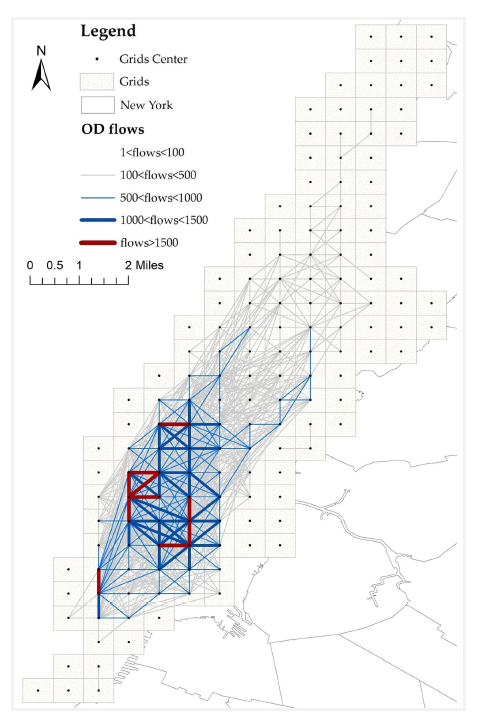 Legend
N
Grids Center
Grids
New York
OD flows
1<flows<100
100<flows<500
500<flows<1000
1000<flows<1500
flows>1500
0 0.5 1 2 Miles